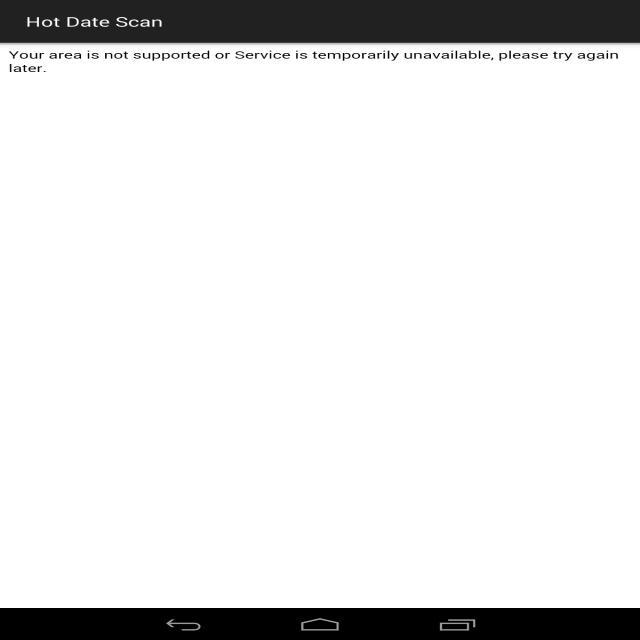 Hot Date Scan
Your area is not supported or Service is temporarily unavailable, please try again
later.